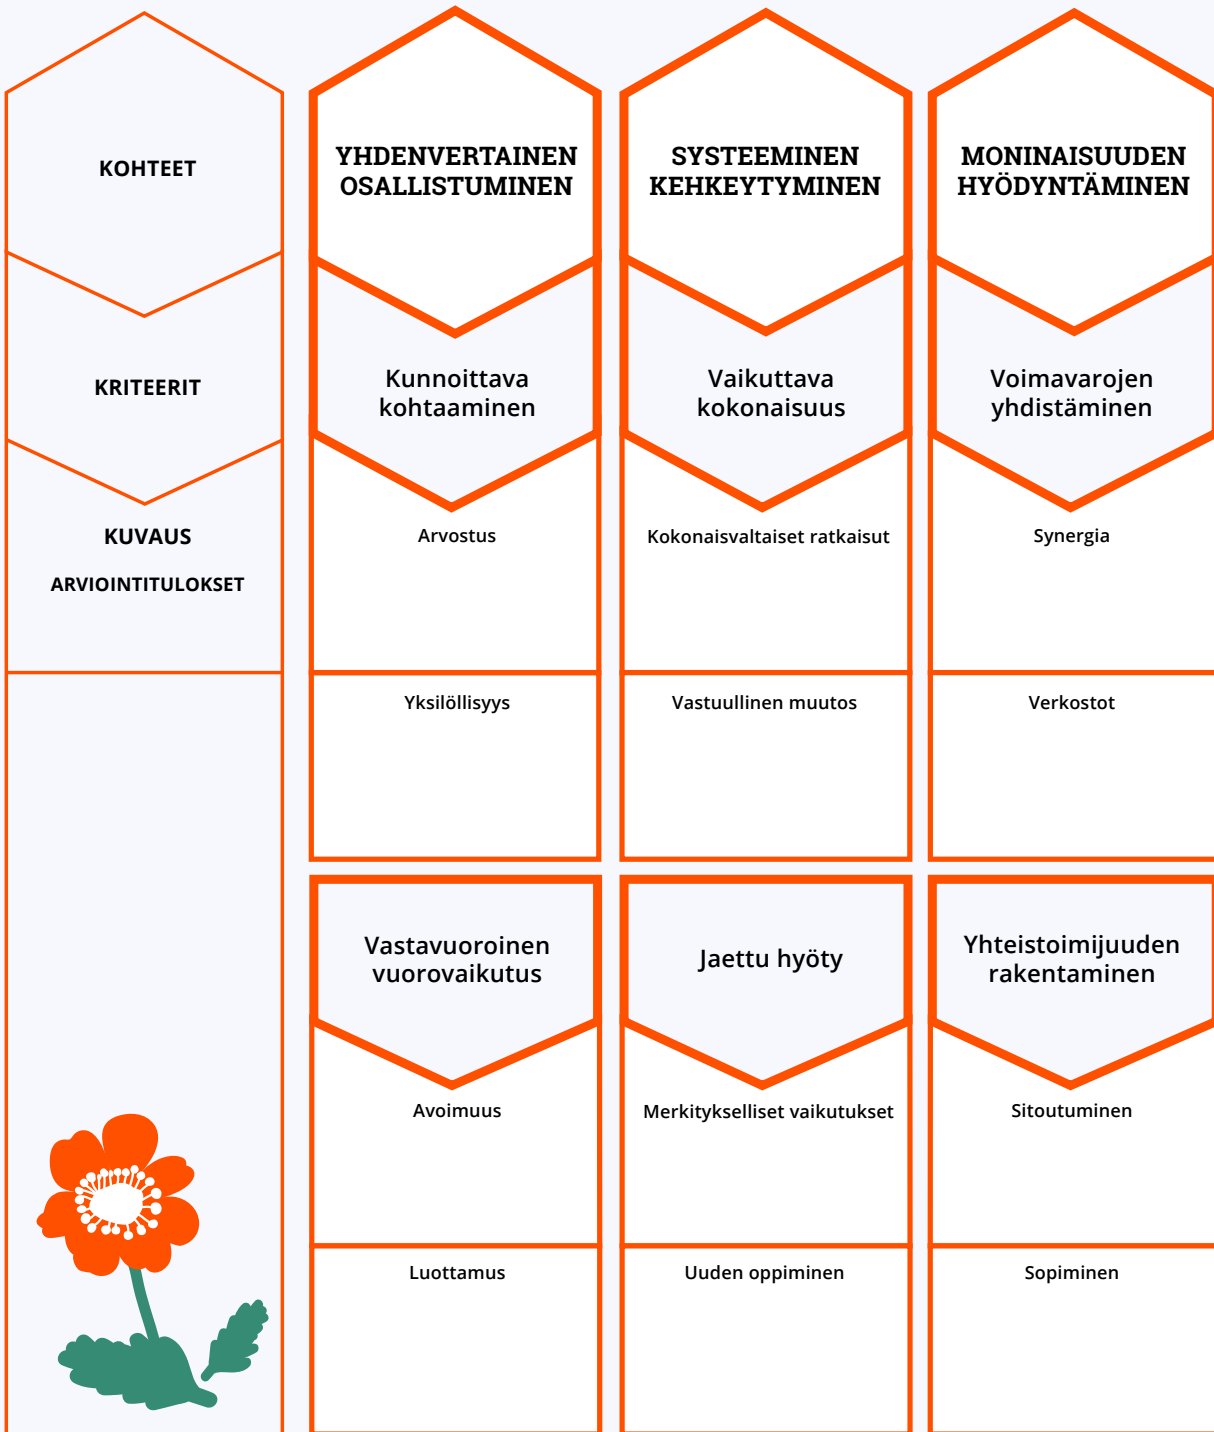 KOHTEET
YHDENVERTAINEN
OSALLISTUMINEN
SYSTEEMINEN
KEHKEYTYMINEN
MONINAISUUDEN
HYÖDYNTÄMINEN
KRITEERIT
Kunnoittava
kohtaaminen
Vaikuttava
kokonaisuus
Voimavarojen
yhdistäminen
KUVAUS
ARVIOINTITULOKSET
Arvostus
Kokonaisvaltaiset ratkaisut
Synergia
Yksilöllisyys
Vastuullinen muutos
Verkostot
Vastavuoroinen
vuorovaikutus
Jaettu hyöty
Yhteistoimijuuden
rakentaminen
Avoimuus
Merkitykselliset vaikutukset
Sitoutuminen
Luottamus
Uuden oppiminen
Sopiminen